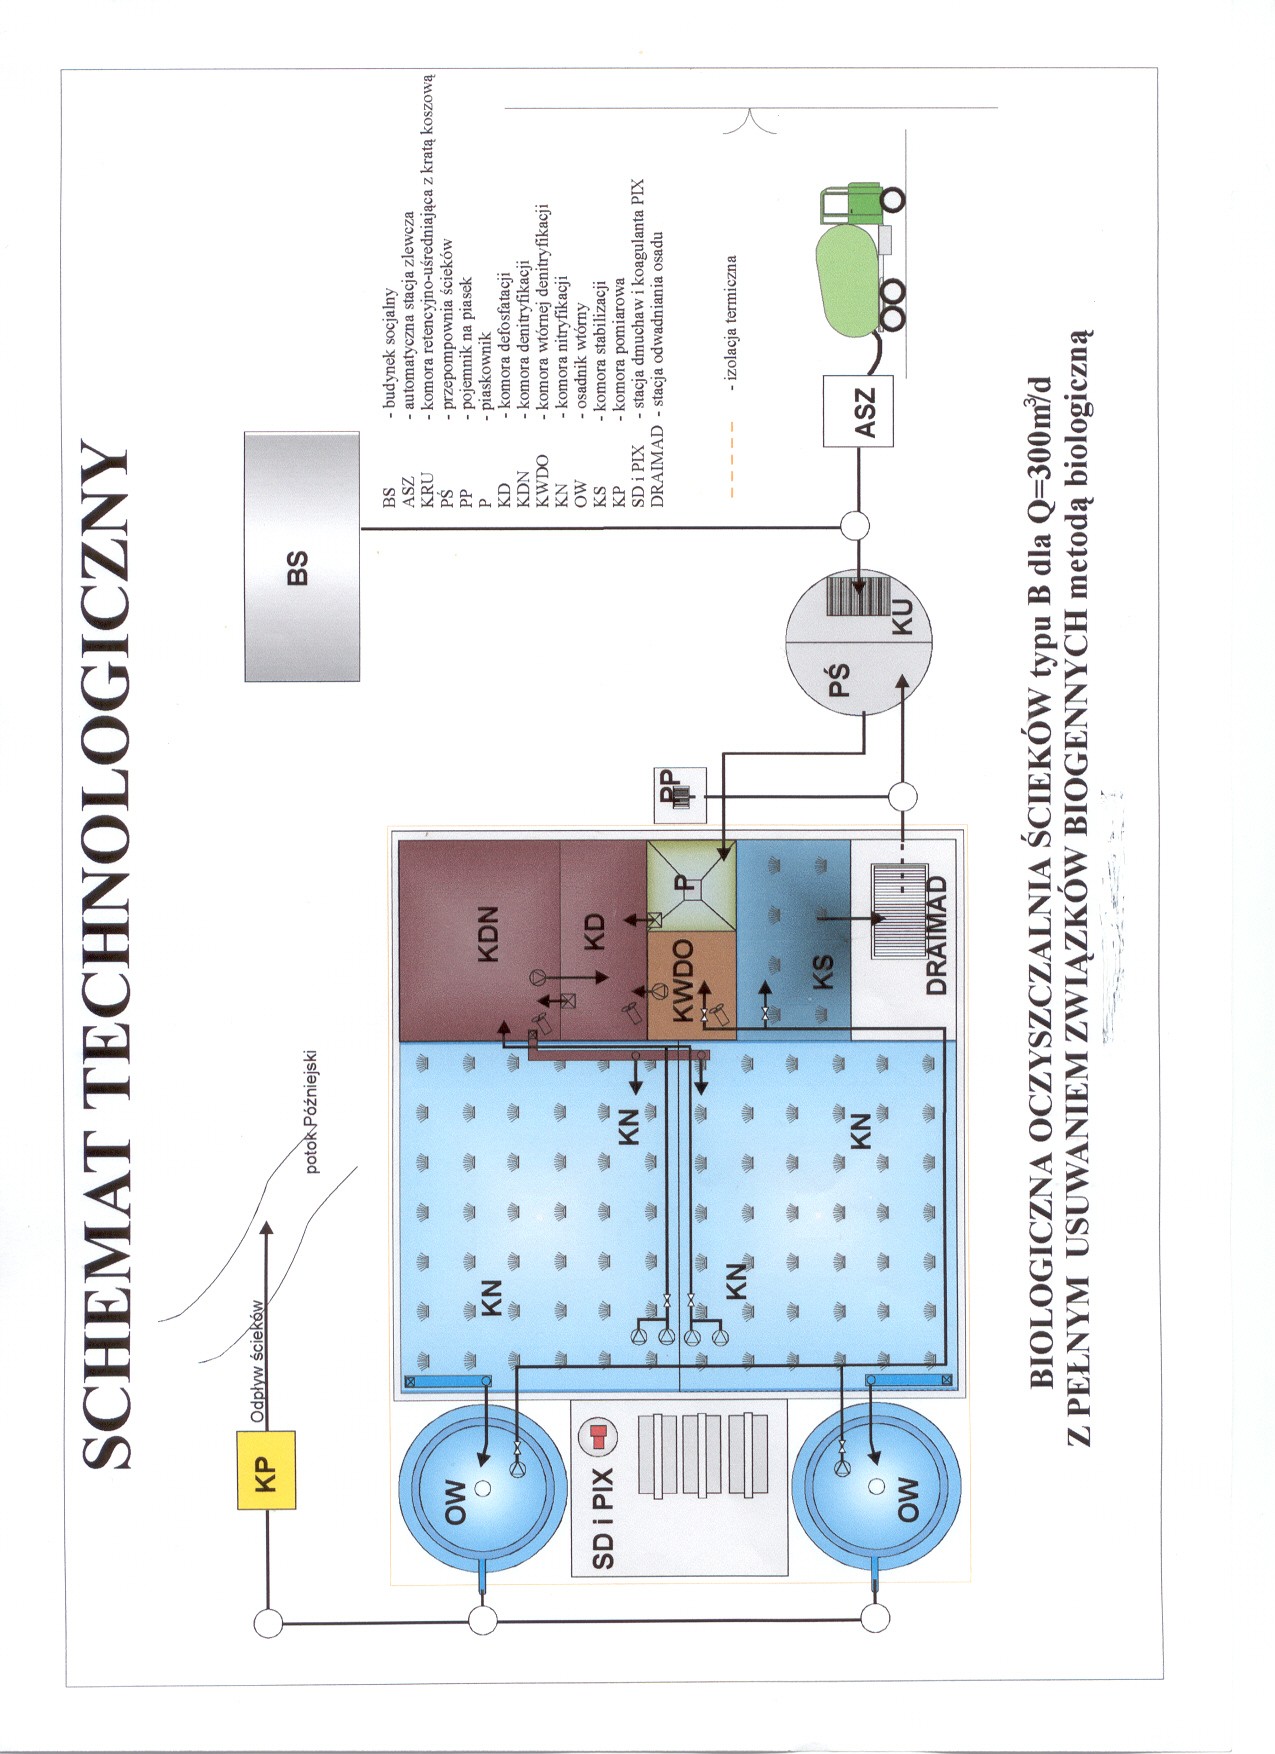 SCHEMAT TECHNOLOGICZNY
BS
BS - budynek socjalny
ASZ - automatyczna stacja zlewcza
KRU - komora retencyjno-uśredniająca z kratą koszową
PŚ - przepompownia ścieków
PP - pojemnik na piasek
P - piaskownik
KD - komora defosfatacji
KDN - komora denitryfikacji
KWDO - komora wtórnej denitryfikacji
KN - komora nitryfikacji
OW - osadnik wtórny
KS - komora stabilizacji
KP - komora pomiarowa
SD i PIX - stacja dmuchaw i koagulanta PIX
DRAIMAD - stacja odwadniania osadu
- izolacja termiczna
KP
Odpływ ścieków
potok Późniejski
OW
KN
KDN
KD
SD i PIX
KN
KWDO
P
PP
KN
KN
KS
PŚ
KU
ASZ
OW
DRAIMAD
BIOLOGICZNA OCZYSZCZALNIA ŚCIEKÓW typu B dla Q=300m³/d
Z PEŁNYM USUWANIEM ZWIĄZKÓW BIOGENNYCH metodą biologiczną